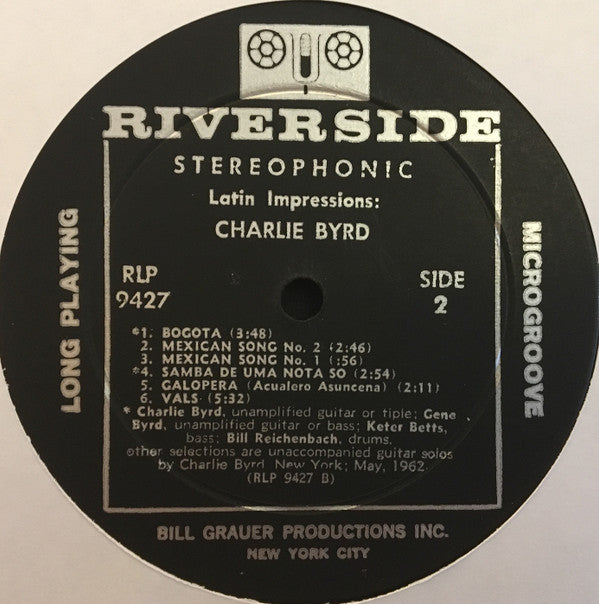 RIVERSIDE
STEREOPHONIC
Latin Impressions:
CHARLIE BYRD
LONG PLAYING
MICROGROOVE
RLP
9427
SIDE
2
*1. BOGOTA (3:48)
2. MEXICAN SONG No. 2 (2:46)
3. MEXICAN SONG No. 1 (:56)
*4. SAMBA DE UMA NOTA SO (2:54)
5. GALOPERA (Acualero Asuncena) (2:11)
6. VALS (5:32)
* Charlie Byrd, unamplified guitar or tiple; Gene
Byrd, unamplified guitar or bass; Keter Betts,
bass; Bill Reichenbach, drums.
other selections are unaccompanied guitar solos
by Charlie Byrd. New York; May, 1962
(RLP 9427 B)
BILL GRAUER PRODUCTIONS INC.
NEW YORK CITY